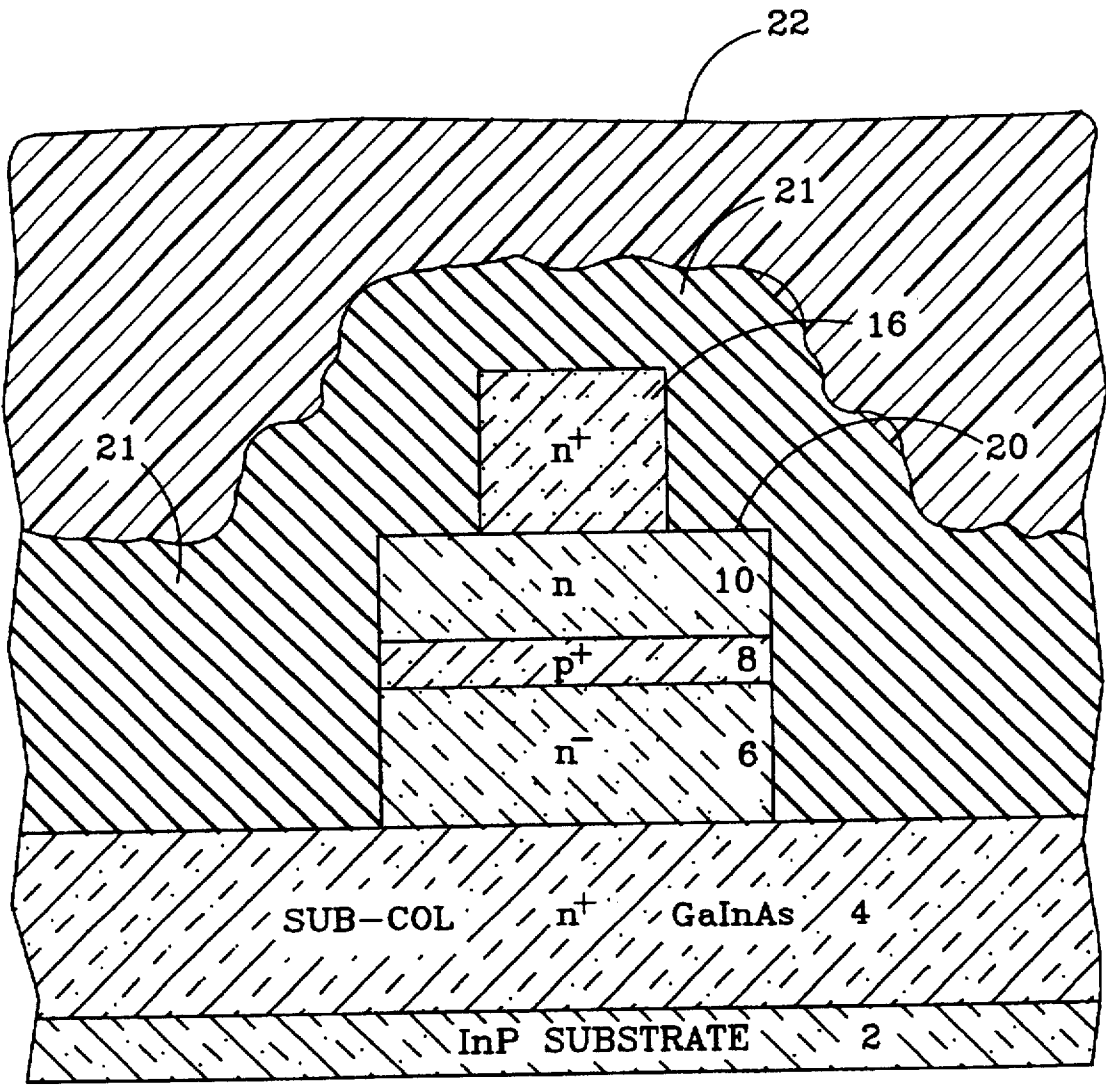 22
21
16
n+
21
20
n 10
p+ 8
n− 6
SUB-COL n+ GaInAs 4
InP SUBSTRATE 2